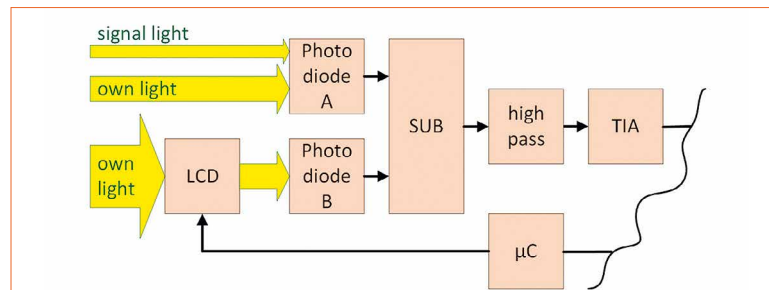 signal light
own light
Photo
diode
A
SUB
high
pass
TIA
own
light
LCD
Photo
diode
B
μC